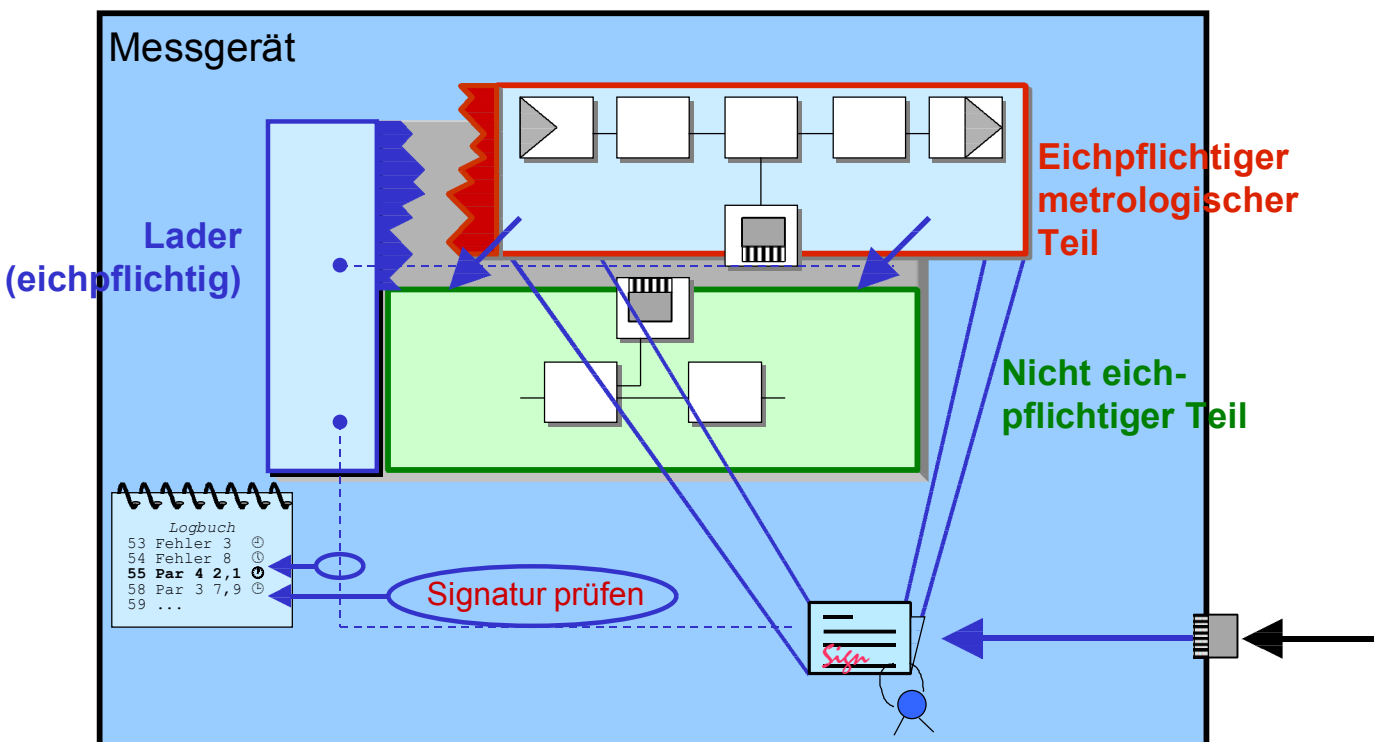 Messgerät
Eichpflichtiger
metrologischer
Teil
Lader
(eichpflichtig)
Nicht eich-
pflichtiger Teil
Logbuch
53 Fehler 3
54 Fehler 8
55 Par 4 2,1
58 Par 3 7,9
59 ...
Signatur prüfen
Sign